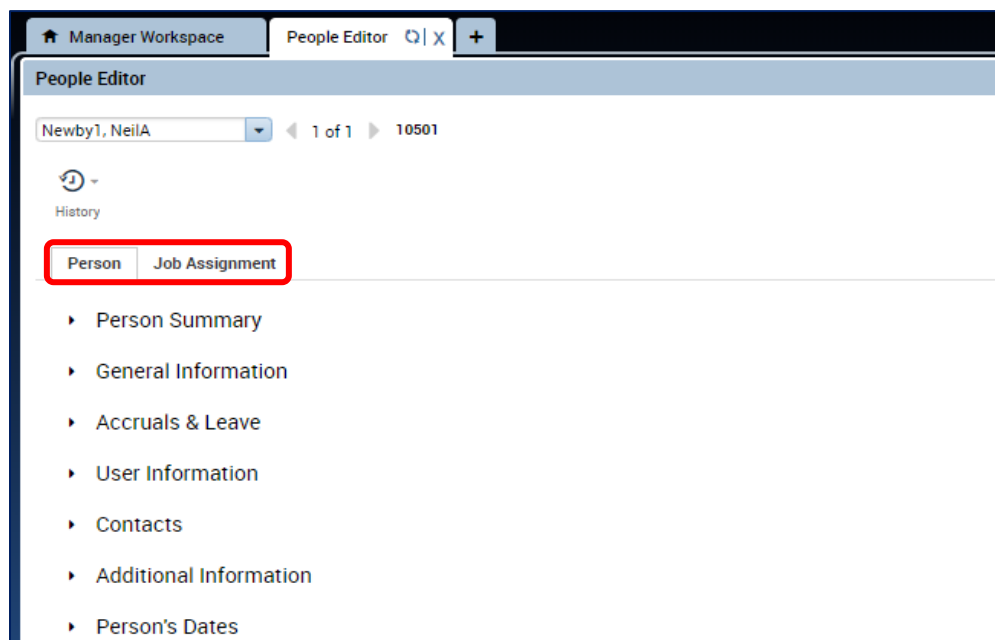 Manager Workspace People Editor X +
People Editor
Newby1, NeilA 1 of 1 10501
History
Person Job Assignment
Person Summary
General Information
Accruals & Leave
User Information
Contacts
Additional Information
Person's Dates